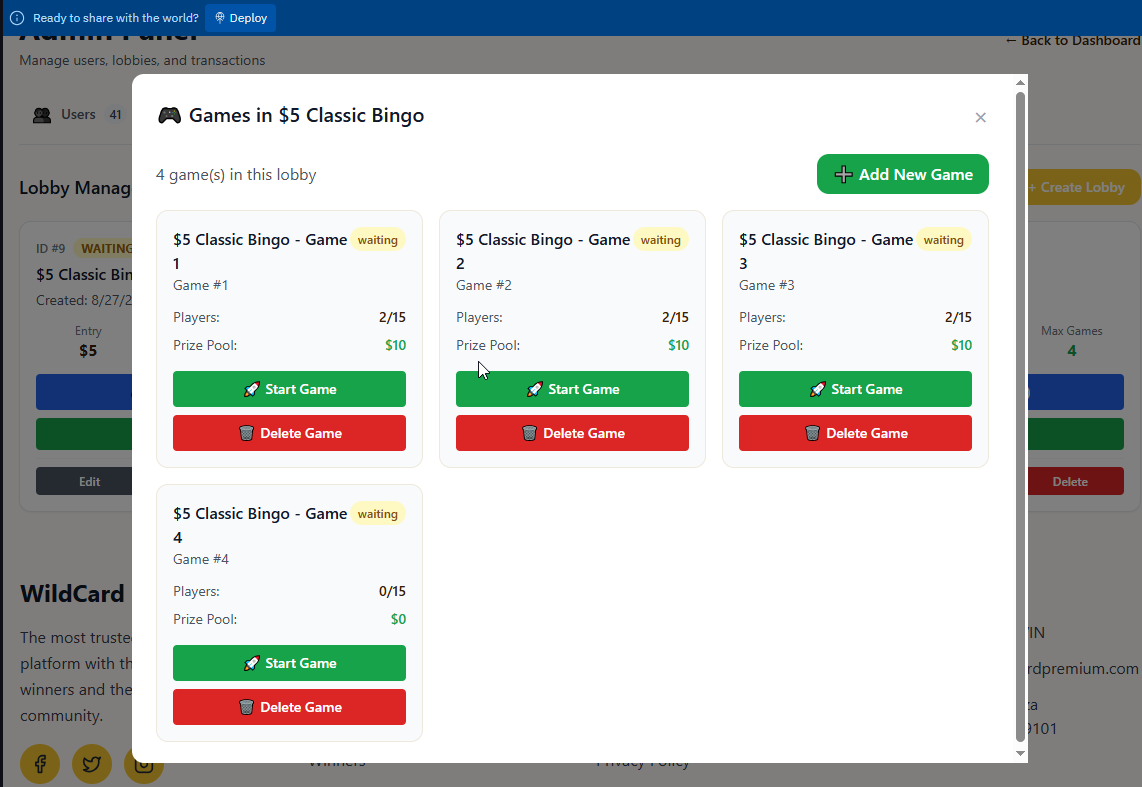 Ready to share with the world? Deploy
Admin Panel
← Back to Dashboard
Manage users, lobbies, and transactions
Users 41
Games in $5 Classic Bingo ×
4 game(s) in this lobby
Add New Game
Lobby Manag
+ Create Lobby
ID #9 WAITING
$5 Classic Bin
Created: 8/27/2
Entry
$5
Edit
$5 Classic Bingo - Game waiting
1
Game #1
Players: 2/15
Prize Pool: $10
Start Game
Delete Game
$5 Classic Bingo - Game waiting
2
Game #2
Players: 2/15
Prize Pool: $10
Start Game
Delete Game
$5 Classic Bingo - Game waiting
3
Game #3
Players: 2/15
Prize Pool: $10
Start Game
Delete Game
Max Games
4
Delete
$5 Classic Bingo - Game waiting
4
Game #4
Players: 0/15
Prize Pool: $0
Start Game
Delete Game
WildCard
The most truste
platform with th
winners and the
community.
IN
rdpremium.com
ta
9101
Winners
Privacy Policy